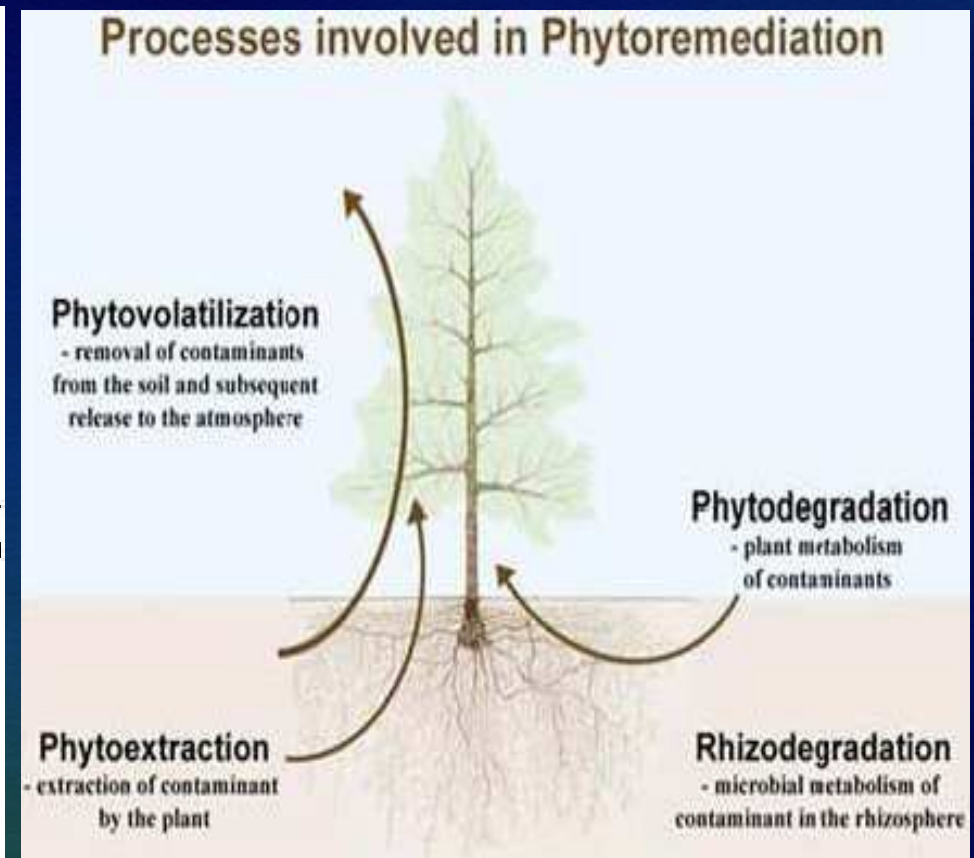 Processes involved in Phytoremediation
Phytovolatilization
- removal of contaminants
from the soil and subsequent
release to the atmosphere
Phytodegradation
- plant metabolism
of contaminants
Phytoextraction
- extraction of contaminant
by the plant
Rhizodegradation
- microbial metabolism of
contaminant in the rhizosphere